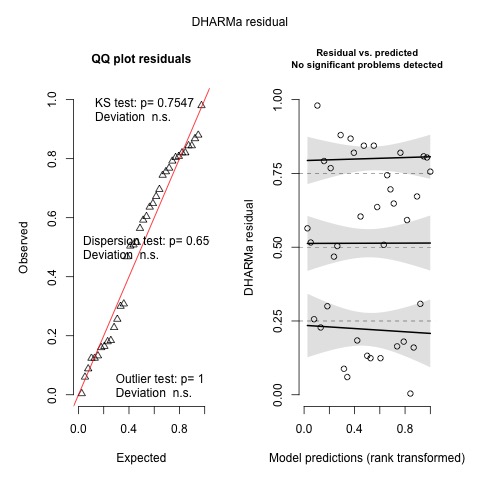 DHARMa residual
QQ plot residuals
KS test: p= 0.7547
Deviation n.s.
Dispersion test: p= 0.65
Deviation n.s.
Outlier test: p= 1
Deviation n.s.
Observed
0.0
0.2
0.4
0.6
0.8
1.0
0.0
0.4
0.8
Expected
Residual vs. predicted
No significant problems detected
DHARMa residual
0.00
0.25
0.50
0.75
1.00
0.0
0.4
0.8
Model predictions (rank transformed)